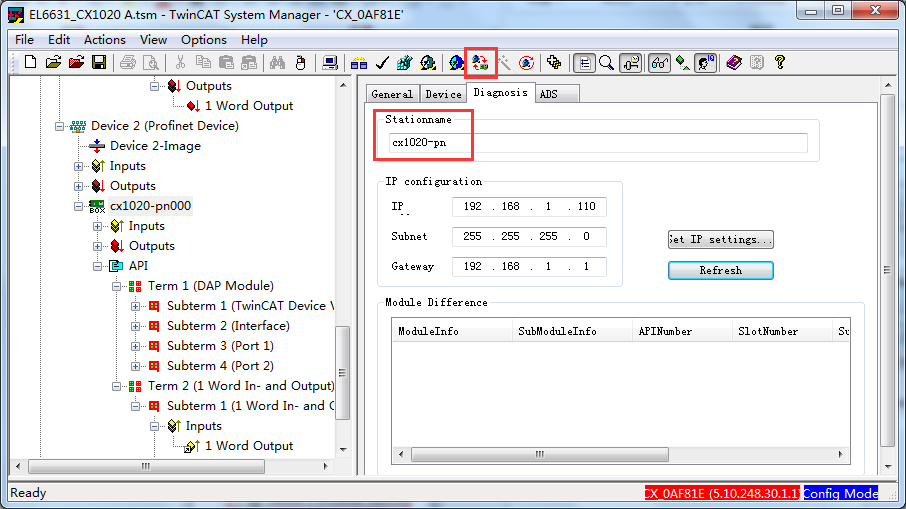 EL6631_CX1020 A.tsm - TwinCAT System Manager - 'CX_0AF81E'
File Edit Actions View Options Help
Outputs
1 Word Output
Device 2 (Profinet Device)
Device 2-Image
Inputs
Outputs
cx1020-pn000
BOX
Inputs
Outputs
API
Term 1 (DAP Module)
Subterm 1 (TwinCAT Device V
Subterm 2 (Interface)
Subterm 3 (Port 1)
Subterm 4 (Port 2)
Term 2 (1 Word In- and Output)
Subterm 1 (1 Word In- and O
Inputs
1 Word Output
General Device Diagnosis ADS
Stationname
cx1020-pn
IP configuration
IP 192 . 168 . 1 . 110
Subnet 255 . 255 . 255 . 0
Gateway 192 . 168 . 1 . 1
Set IP settings...
Refresh
Module Difference
ModuleInfo SubModuleInfo APINumber SlotNumber Su
Ready
CX_0AF81E (5.10.248.30.1.1) Config Mode